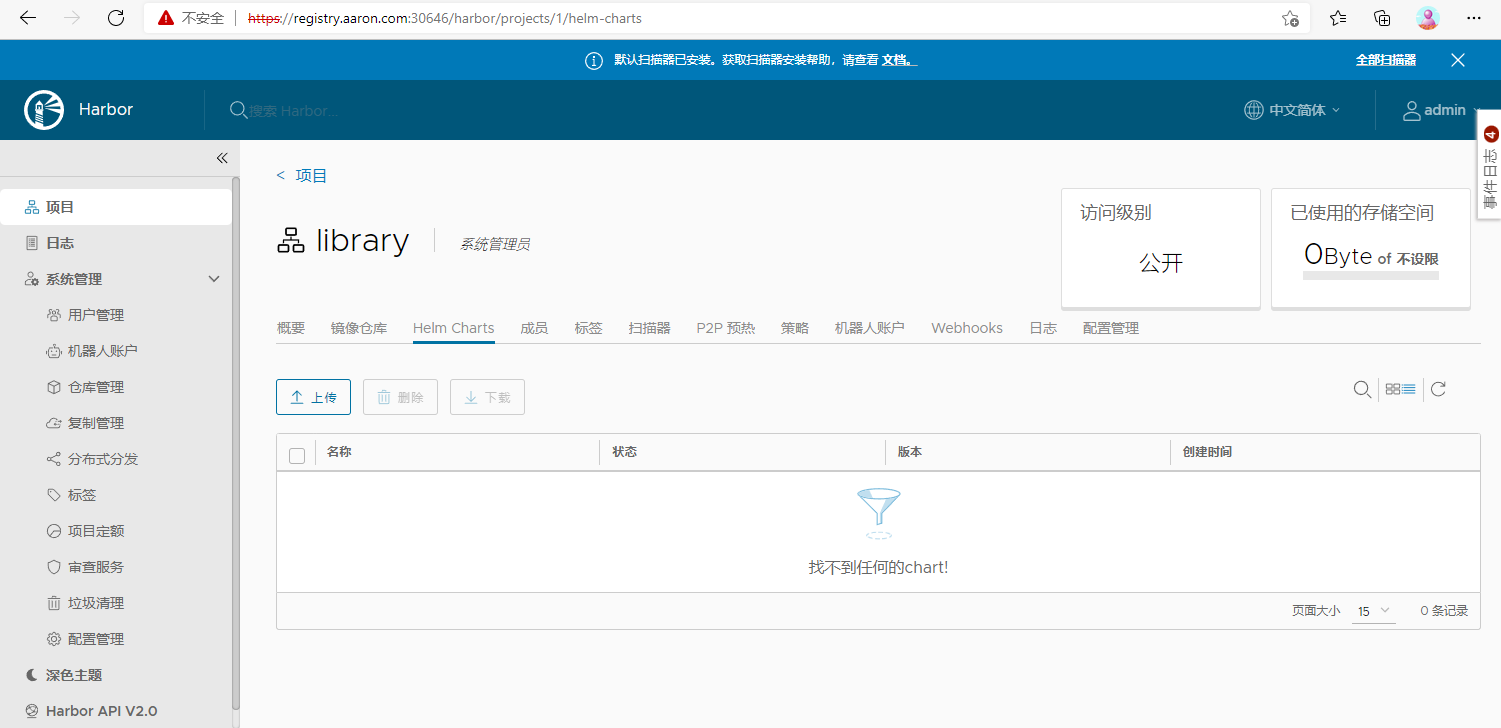 不安全 https://registry.aaron.com:30646/harbor/projects/1/helm-charts
默认扫描器已安装。获取扫描器安装帮助，请查看 文档。 全部扫描器
Harbor 搜索 Harbor... 中文简体 admin
4
事件日志
项目
日志
系统管理
用户管理
机器人账户
仓库管理
复制管理
分布式分发
标签
项目定额
审查服务
垃圾清理
配置管理
深色主题
Harbor API V2.0
< 项目
library 系统管理员
访问级别
公开
已使用的存储空间
0Byte of 不设限
概要 镜像仓库 Helm Charts 成员 标签 扫描器 P2P 预热 策略 机器人账户 Webhooks 日志 配置管理
上传 删除 下载
名称 状态 版本 创建时间
找不到任何的chart!
页面大小 15 0 条记录